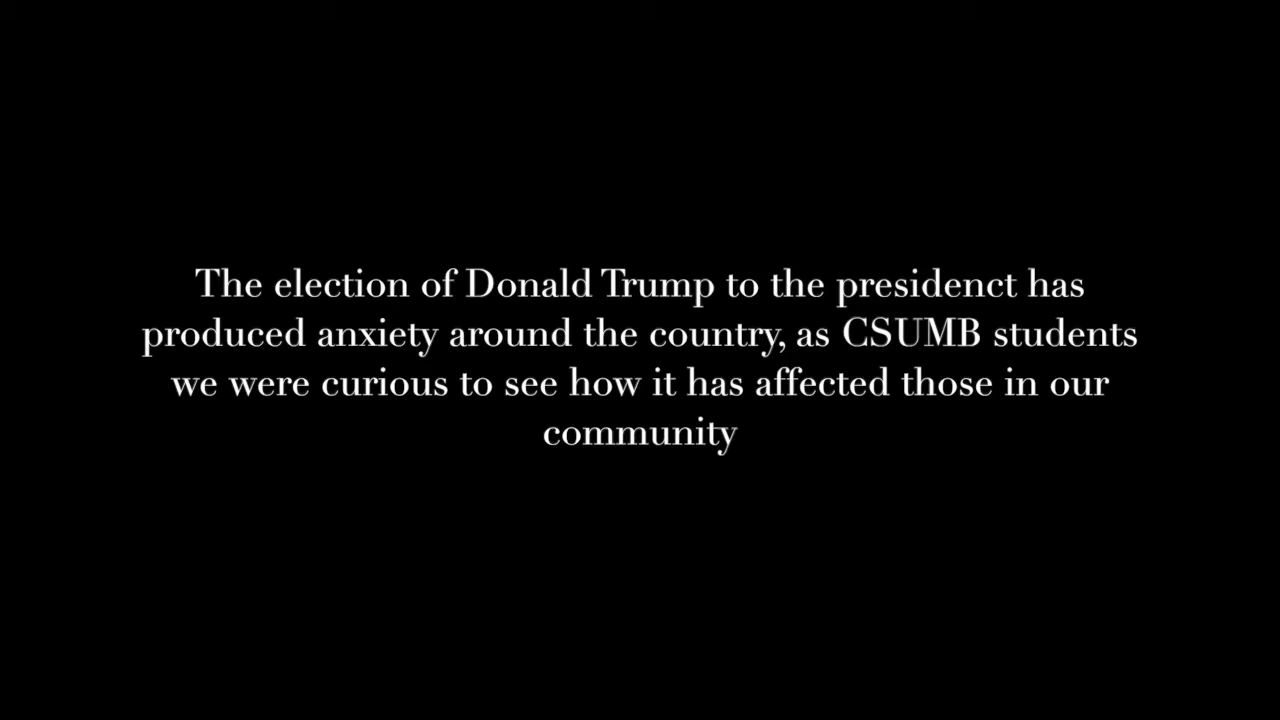 The election of Donald Trump to the presidenct has
produced anxiety around the country, as CSUMB students
we were curious to see how it has affected those in our
community